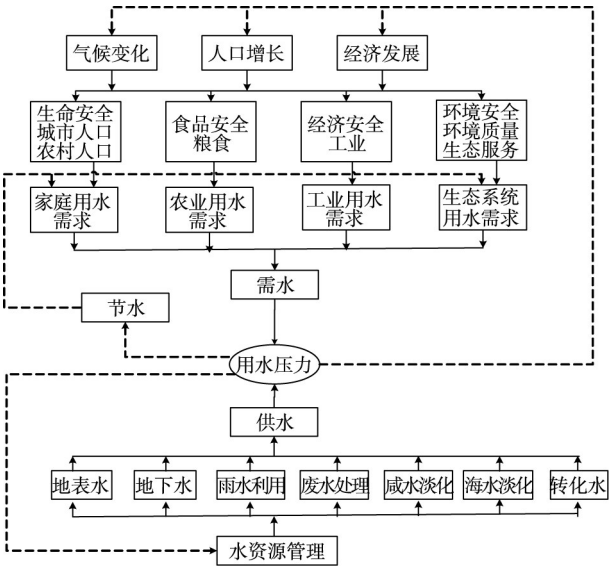 气候变化
人口增长
经济发展
生命安全
城市人口
农村人口
食品安全
粮食
经济安全
工业
环境安全
环境质量
生态服务
家庭用水
需求
农业用水
需求
工业用水
需求
生态系统
用水需求
需水
节水
用水压力
供水
地表水
地下水
雨水利用
废水处理
咸水淡化
海水淡化
转化水
水资源管理